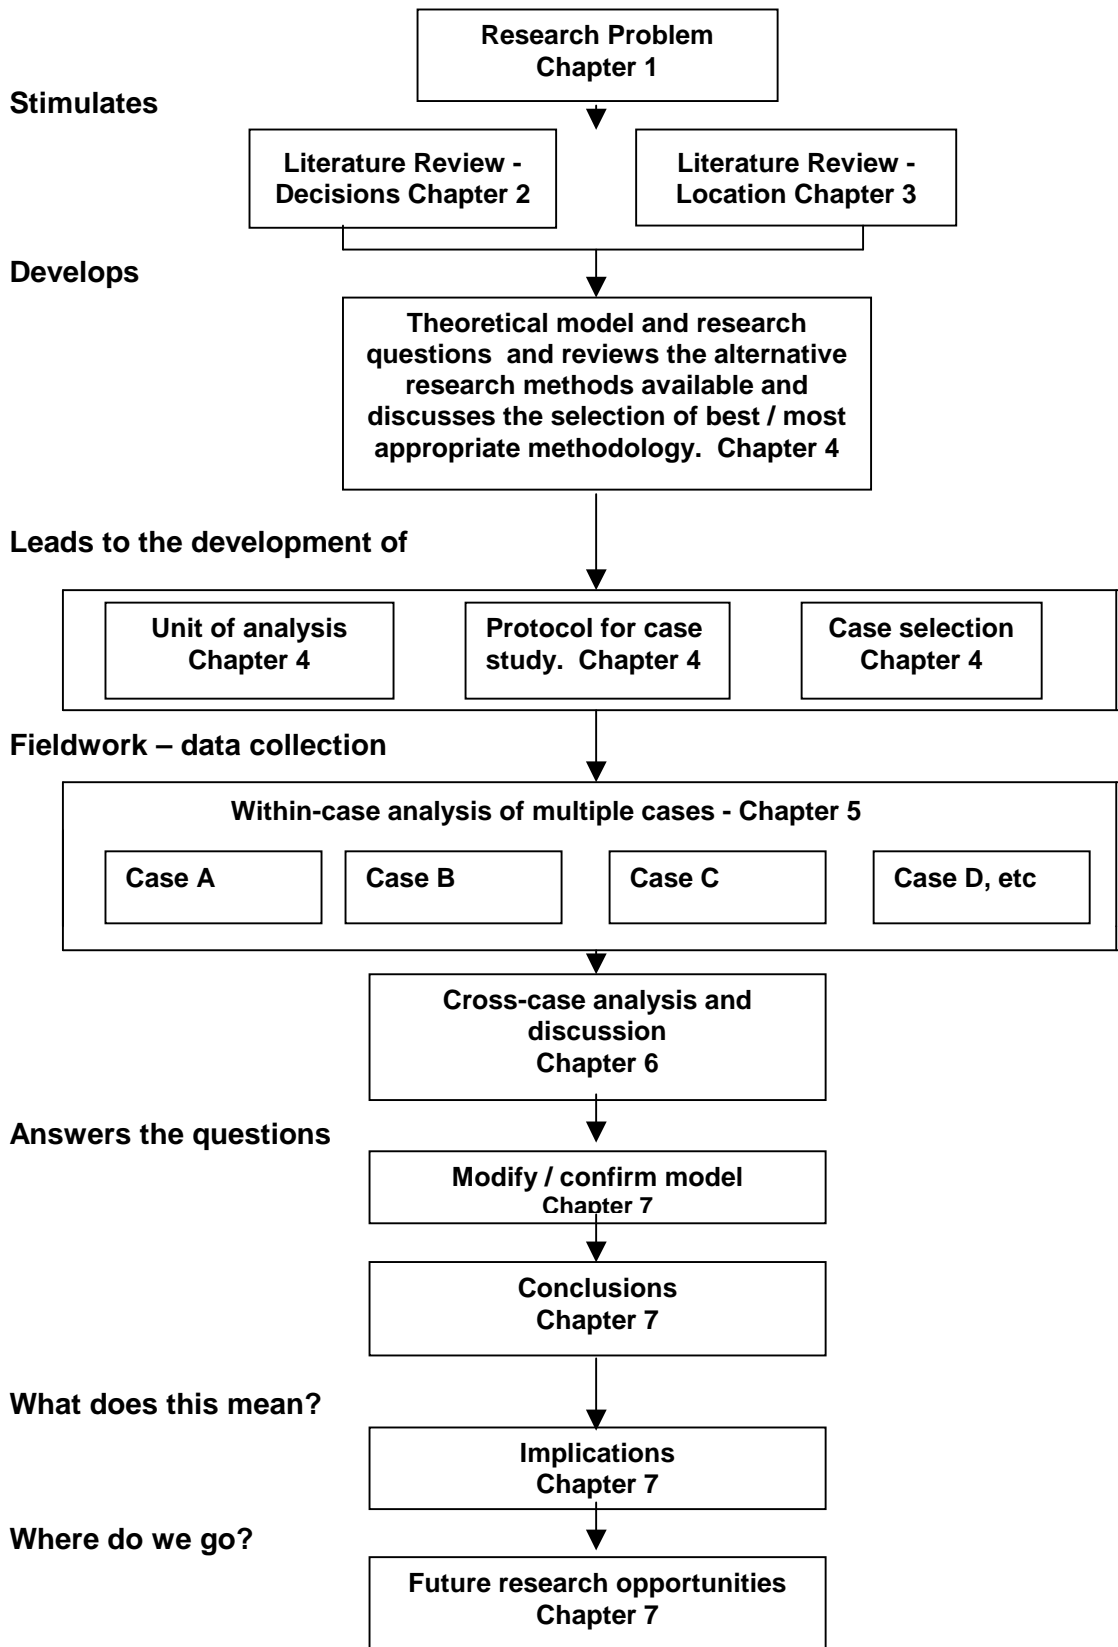 Research Problem
Chapter 1
Stimulates
Literature Review -
Decisions Chapter 2
Literature Review -
Location Chapter 3
Develops
Theoretical model and research
questions  and reviews the alternative
research methods available and
discusses the selection of best / most
appropriate methodology.  Chapter 4
Leads to the development of
Unit of analysis
Chapter 4
Protocol for case
study.  Chapter 4
Case selection
Chapter 4
Fieldwork – data collection
Within-case analysis of multiple cases - Chapter 5
Case A
Case B
Case C
Case D, etc
Cross-case analysis and
discussion
Chapter 6
Answers the questions
Modify / confirm model
Chapter 7
Conclusions
Chapter 7
What does this mean?
Implications
Chapter 7
Where do we go?
Future research opportunities
Chapter 7